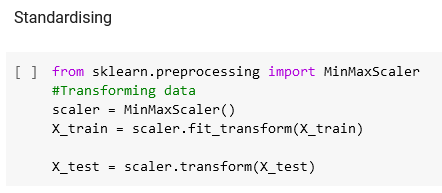 Standardising
[ ] from sklearn.preprocessing import MinMaxScaler
#Transforming data
scaler = MinMaxScaler()
X_train = scaler.fit_transform(X_train)
X_test = scaler.transform(X_test)